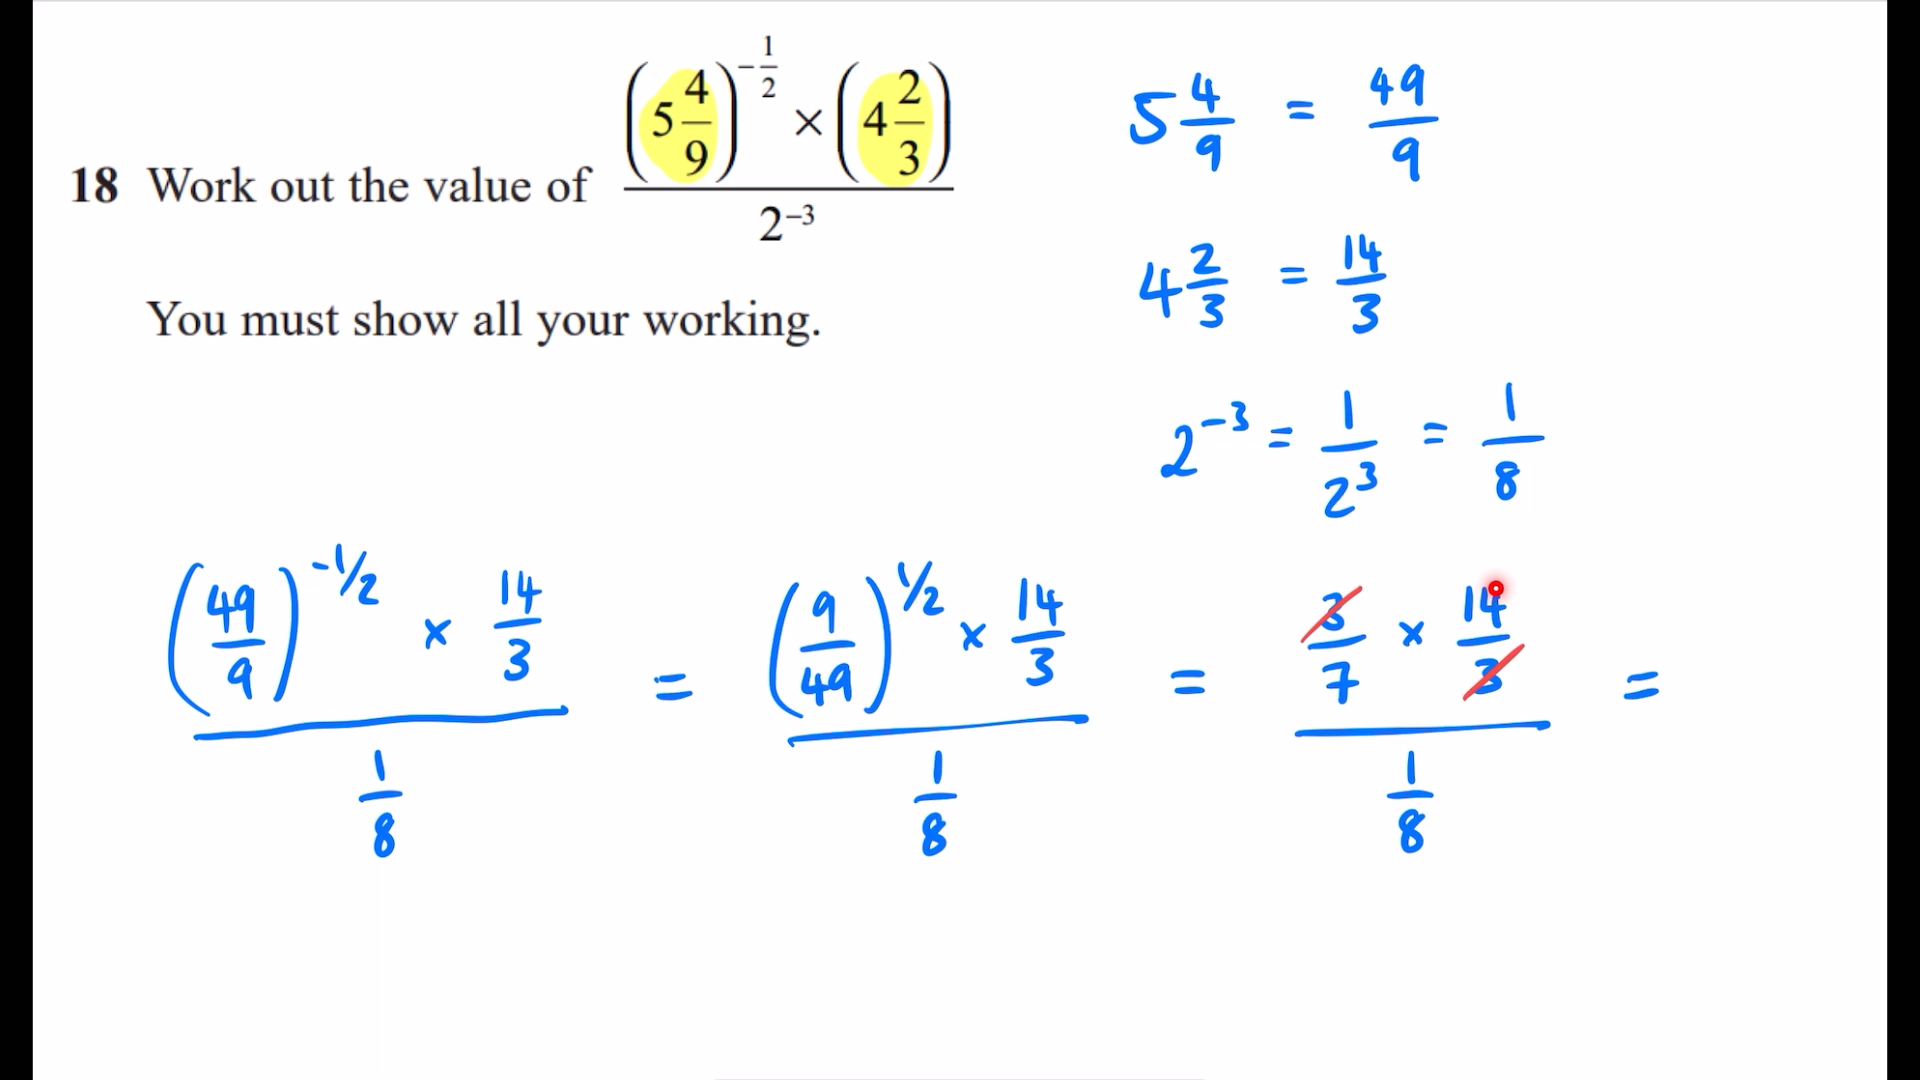 18 Work out the value of (5 4/9)^(-1/2) × (4 2/3) / 2^(-3)
You must show all your working.
5 4/9 = 49/9
4 2/3 = 14/3
2^(-3) = 1/2^3 = 1/8
((49/9)^(-1/2) × 14/3) / (1/8) = ((9/49)^(1/2) × 14/3) / (1/8) = (3/7 × 14/3) / (1/8) =